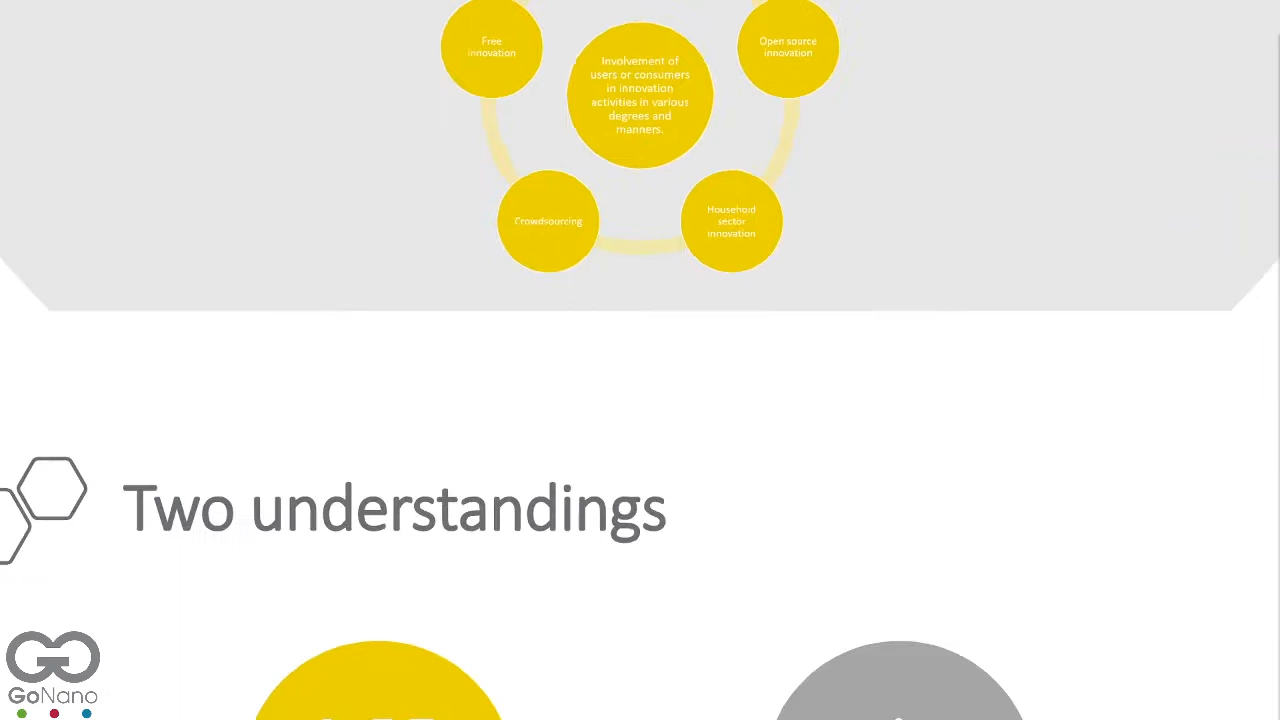 Free
innovation
Involvement of
users or consumers
in innovation
activities in various
degrees and
manners.
Open source
innovation
Crowdsourcing
Household
sector
innovation
Two understandings
GoNano